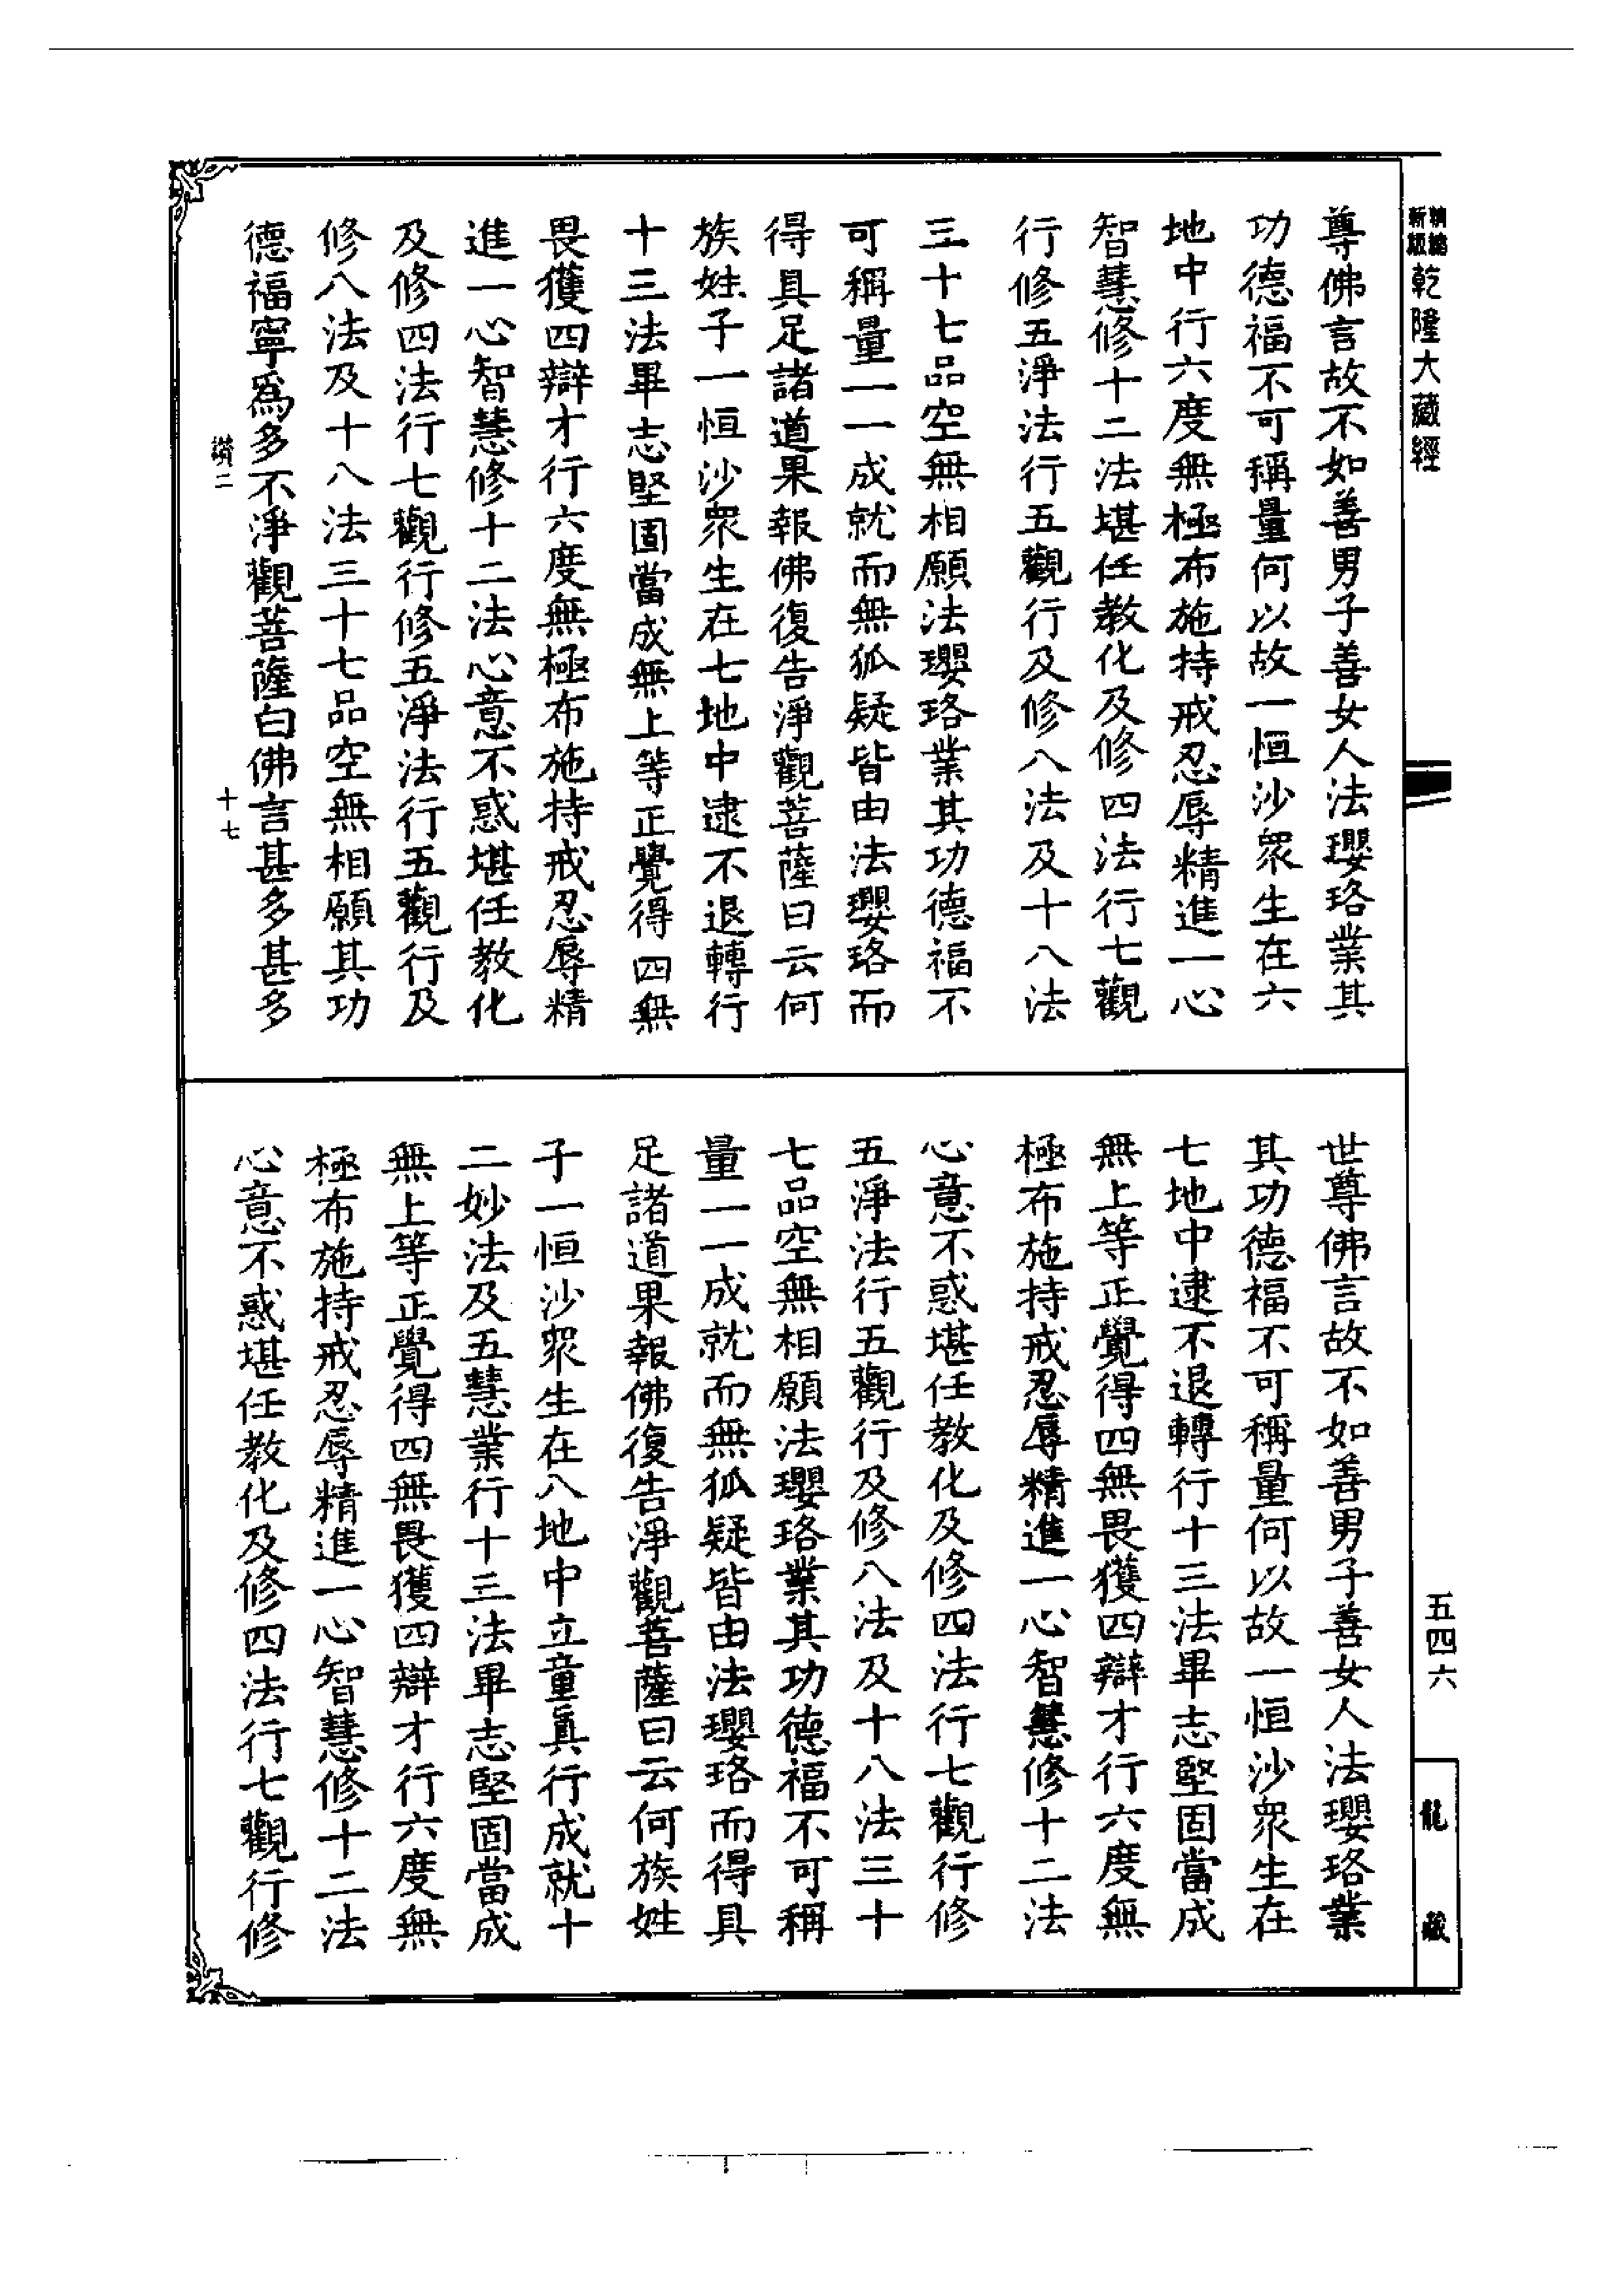 新編
新版 乾隆大藏經
尊佛言故不如善男子善女人法瓔珞業其
功德福不可稱量何以故一恒沙眾生在六
地中行六度無極布施持戒忍辱精進一心
智慧修十二法堪任教化及修四法行七觀
行修五淨法行五觀行及修八法及十八法
三十七品空無相願法瓔珞業其功德福不
可稱量一一成就而無狐疑皆由法瓔珞而
得具足諸道果報佛復告淨觀菩薩曰云何
族姓子一恒沙眾生在七地中逮不退轉行
十三法畢志堅固當成無上等正覺得四無
畏獲四辯才行六度無極布施持戒忍辱精
進一心智慧修十二法心意不惑堪任教化
及修四法行七觀行修五淨法行五觀行及
修八法及十八法三十七品空無相願其功
德福寧為多不淨觀菩薩白佛言甚多甚多
十七
世尊佛言故不如善男子善女人法瓔珞業
其功德福不可稱量何以故一恒沙眾生在
七地中逮不退轉行十三法畢志堅固當成
無上等正覺得四無畏獲四辯才行六度無
極布施持戒忍辱精進一心智慧修十二法
心意不惑堪任教化及修四法行七觀行修
五淨法行五觀行及修八法及十八法三十
七品空無相願法瓔珞業其功德福不可稱
量一一成就而無狐疑皆由法瓔珞而得具
足諸道果報佛復告淨觀菩薩曰云何族姓
子一恒沙眾生在八地中立童真行成就十
二妙法及五慧業行十三法畢志堅固當成
無上等正覺得四無畏獲四辯才行六度無
極布施持戒忍辱精進一心智慧修十二法
心意不惑堪任教化及修四法行七觀行修
五四六
龍藏